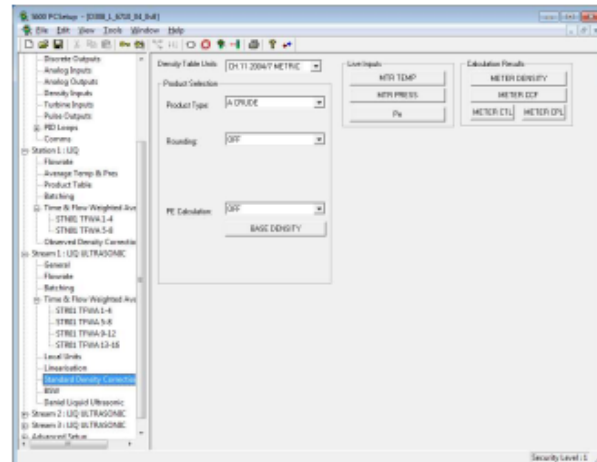 S600 PCSetup - [D300_L_6710_04_0v8]
File Edit View Tools Window Help
Discrete Outputs
Analog Inputs
Analog Outputs
Density Inputs
Turbine Inputs
Pulse Outputs
PID Loops
Comms
Station 1 : LIQ
Flowrate
Average Temp & Pres
Product Table
Batching
Time & Flow Weighted Ave
STN01 TFWA 1-4
STN01 TFWA 5-8
Observed Density Correctio
Stream 1 : LIQ ULTRASONIC
General
Flowrate
Batching
Time & Flow Weighted Ave
STR01 TFWA 1-4
STR01 TFWA 5-8
STR01 TFWA 9-12
STR01 TFWA 13-16
Local Units
Linearisation
Standard Density Correctio
BSW
Daniel Liquid Ultrasonic
Stream 2 : LIQ ULTRASONIC
Stream 3 : LIQ ULTRASONIC
Advanced Setup
Density Table Units
CH.11-2004/7 METRIC
Product Selection
Product Type:
A CRUDE
Rounding:
OFF
PE Calculation:
OFF
BASE DENSITY
Live Inputs
MTR TEMP
MTR PRESS
Pe
Calculation Results
METER DENSITY
METER CCF
METER CTL
METER CPL
Security Level : 1